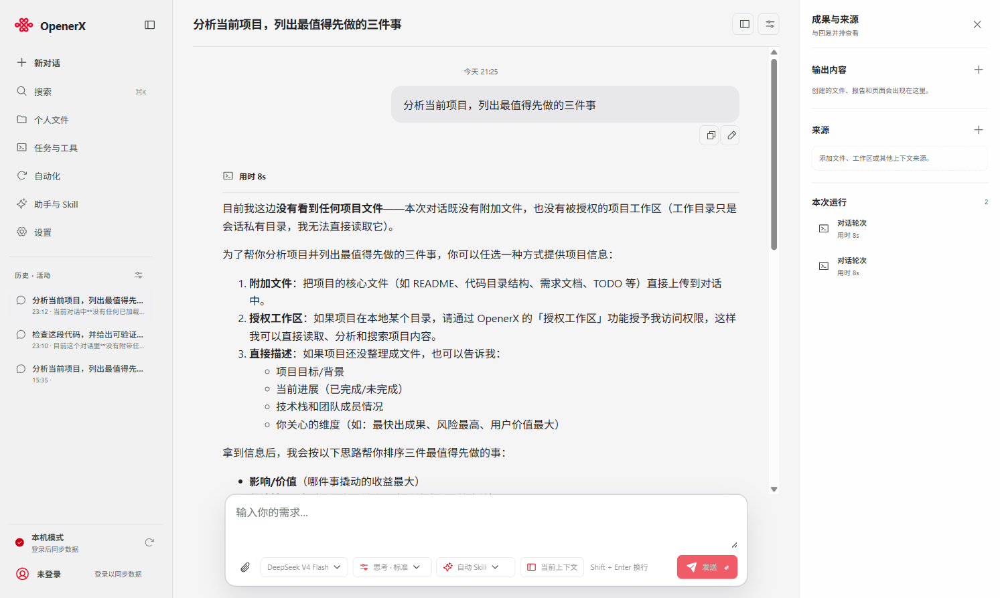 OpenerX
新对话
搜索 ⌘K
个人文件
任务与工具
自动化
助手与 Skill
设置
历史 · 活动
分析当前项目，列出最值得先...
23:12 · 当前对话中**没有任何已加载...
检查这段代码，并给出可验证...
23:10 · 目前这个对话里**没有附带任...
分析当前项目，列出最值得先...
15:35 ·
本机模式
登录后同步数据
未登录 登录以同步数据
分析当前项目，列出最值得先做的三件事
今天 21:25
分析当前项目，列出最值得先做的三件事
用时 8s
目前我这边没有看到任何项目文件——本次对话既没有附加文件，也没有被授权的项目工作区（工作目录只是
会话私有目录，我无法直接读取它）。
为了帮你分析项目并列出最值得先做的三件事，你可以任选一种方式提供项目信息：
1. 附加文件：把项目的核心文件（如 README、代码目录结构、需求文档、TODO 等）直接上传到对话
中。
2. 授权工作区：如果项目在本地某个目录，请通过 OpenerX 的「授权工作区」功能授予我访问权限，这样
我可以直接读取、分析和搜索项目内容。
3. 直接描述：如果项目还没整理成文件，也可以告诉我：
项目目标/背景
当前进展（已完成/未完成）
技术栈和团队成员情况
你关心的维度（如：最快出成果、风险最高、用户价值最大）
拿到信息后，我会按以下思路帮你排序三件最值得先做的事：
影响/价值（哪件事撬动的收益最大）
输入你的需求...
DeepSeek V4 Flash 思考 · 标准 自动 Skill 当前上下文 Shift + Enter 换行 发送
成果与来源
与回复并排查看
输出内容
创建的文件、报告和页面会出现在这里。
来源
添加文件、工作区或其他上下文来源。
本次运行 2
对话轮次
用时 8s
对话轮次
用时 8s